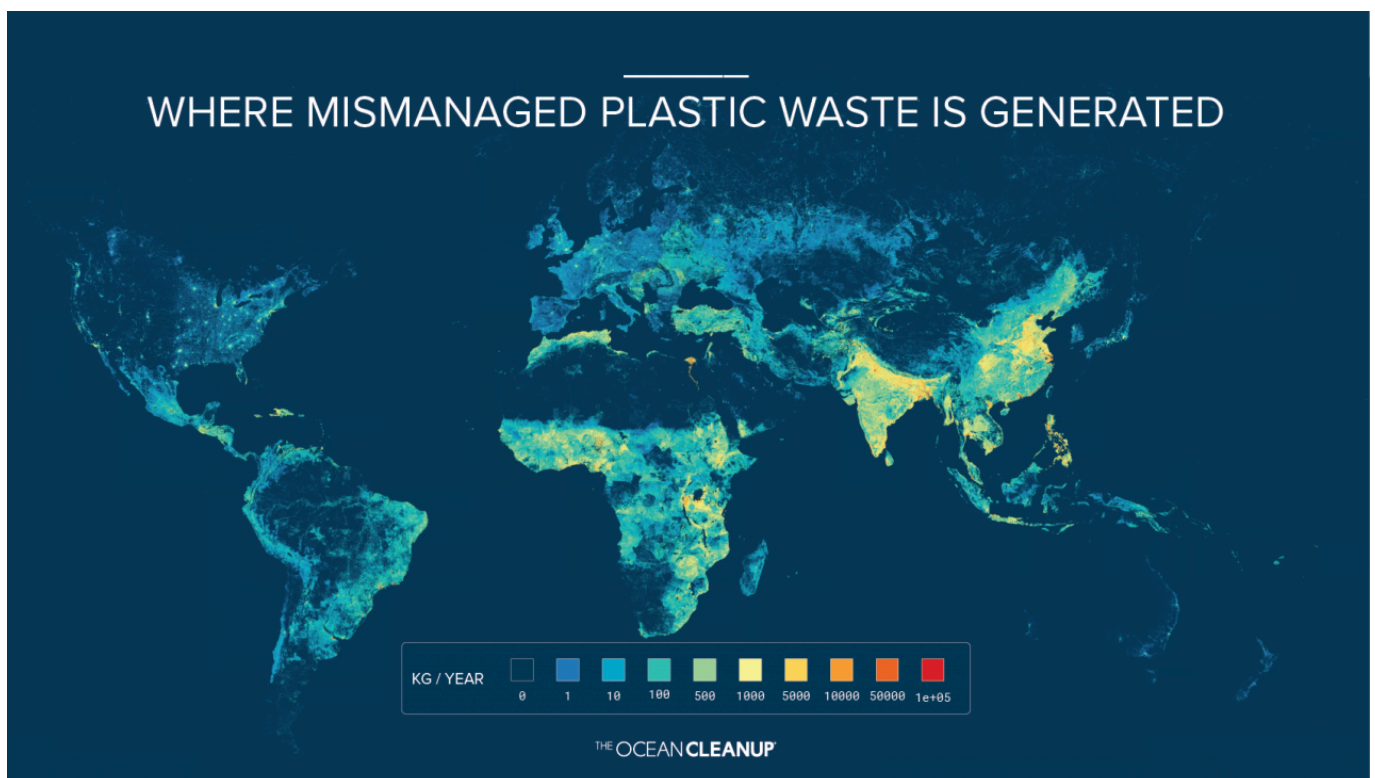 WHERE MISMANAGED PLASTIC WASTE IS GENERATED
KG / YEAR
0 1 10 100 500 1000 5000 10000 50000 1e+05
THE OCEAN CLEANUP